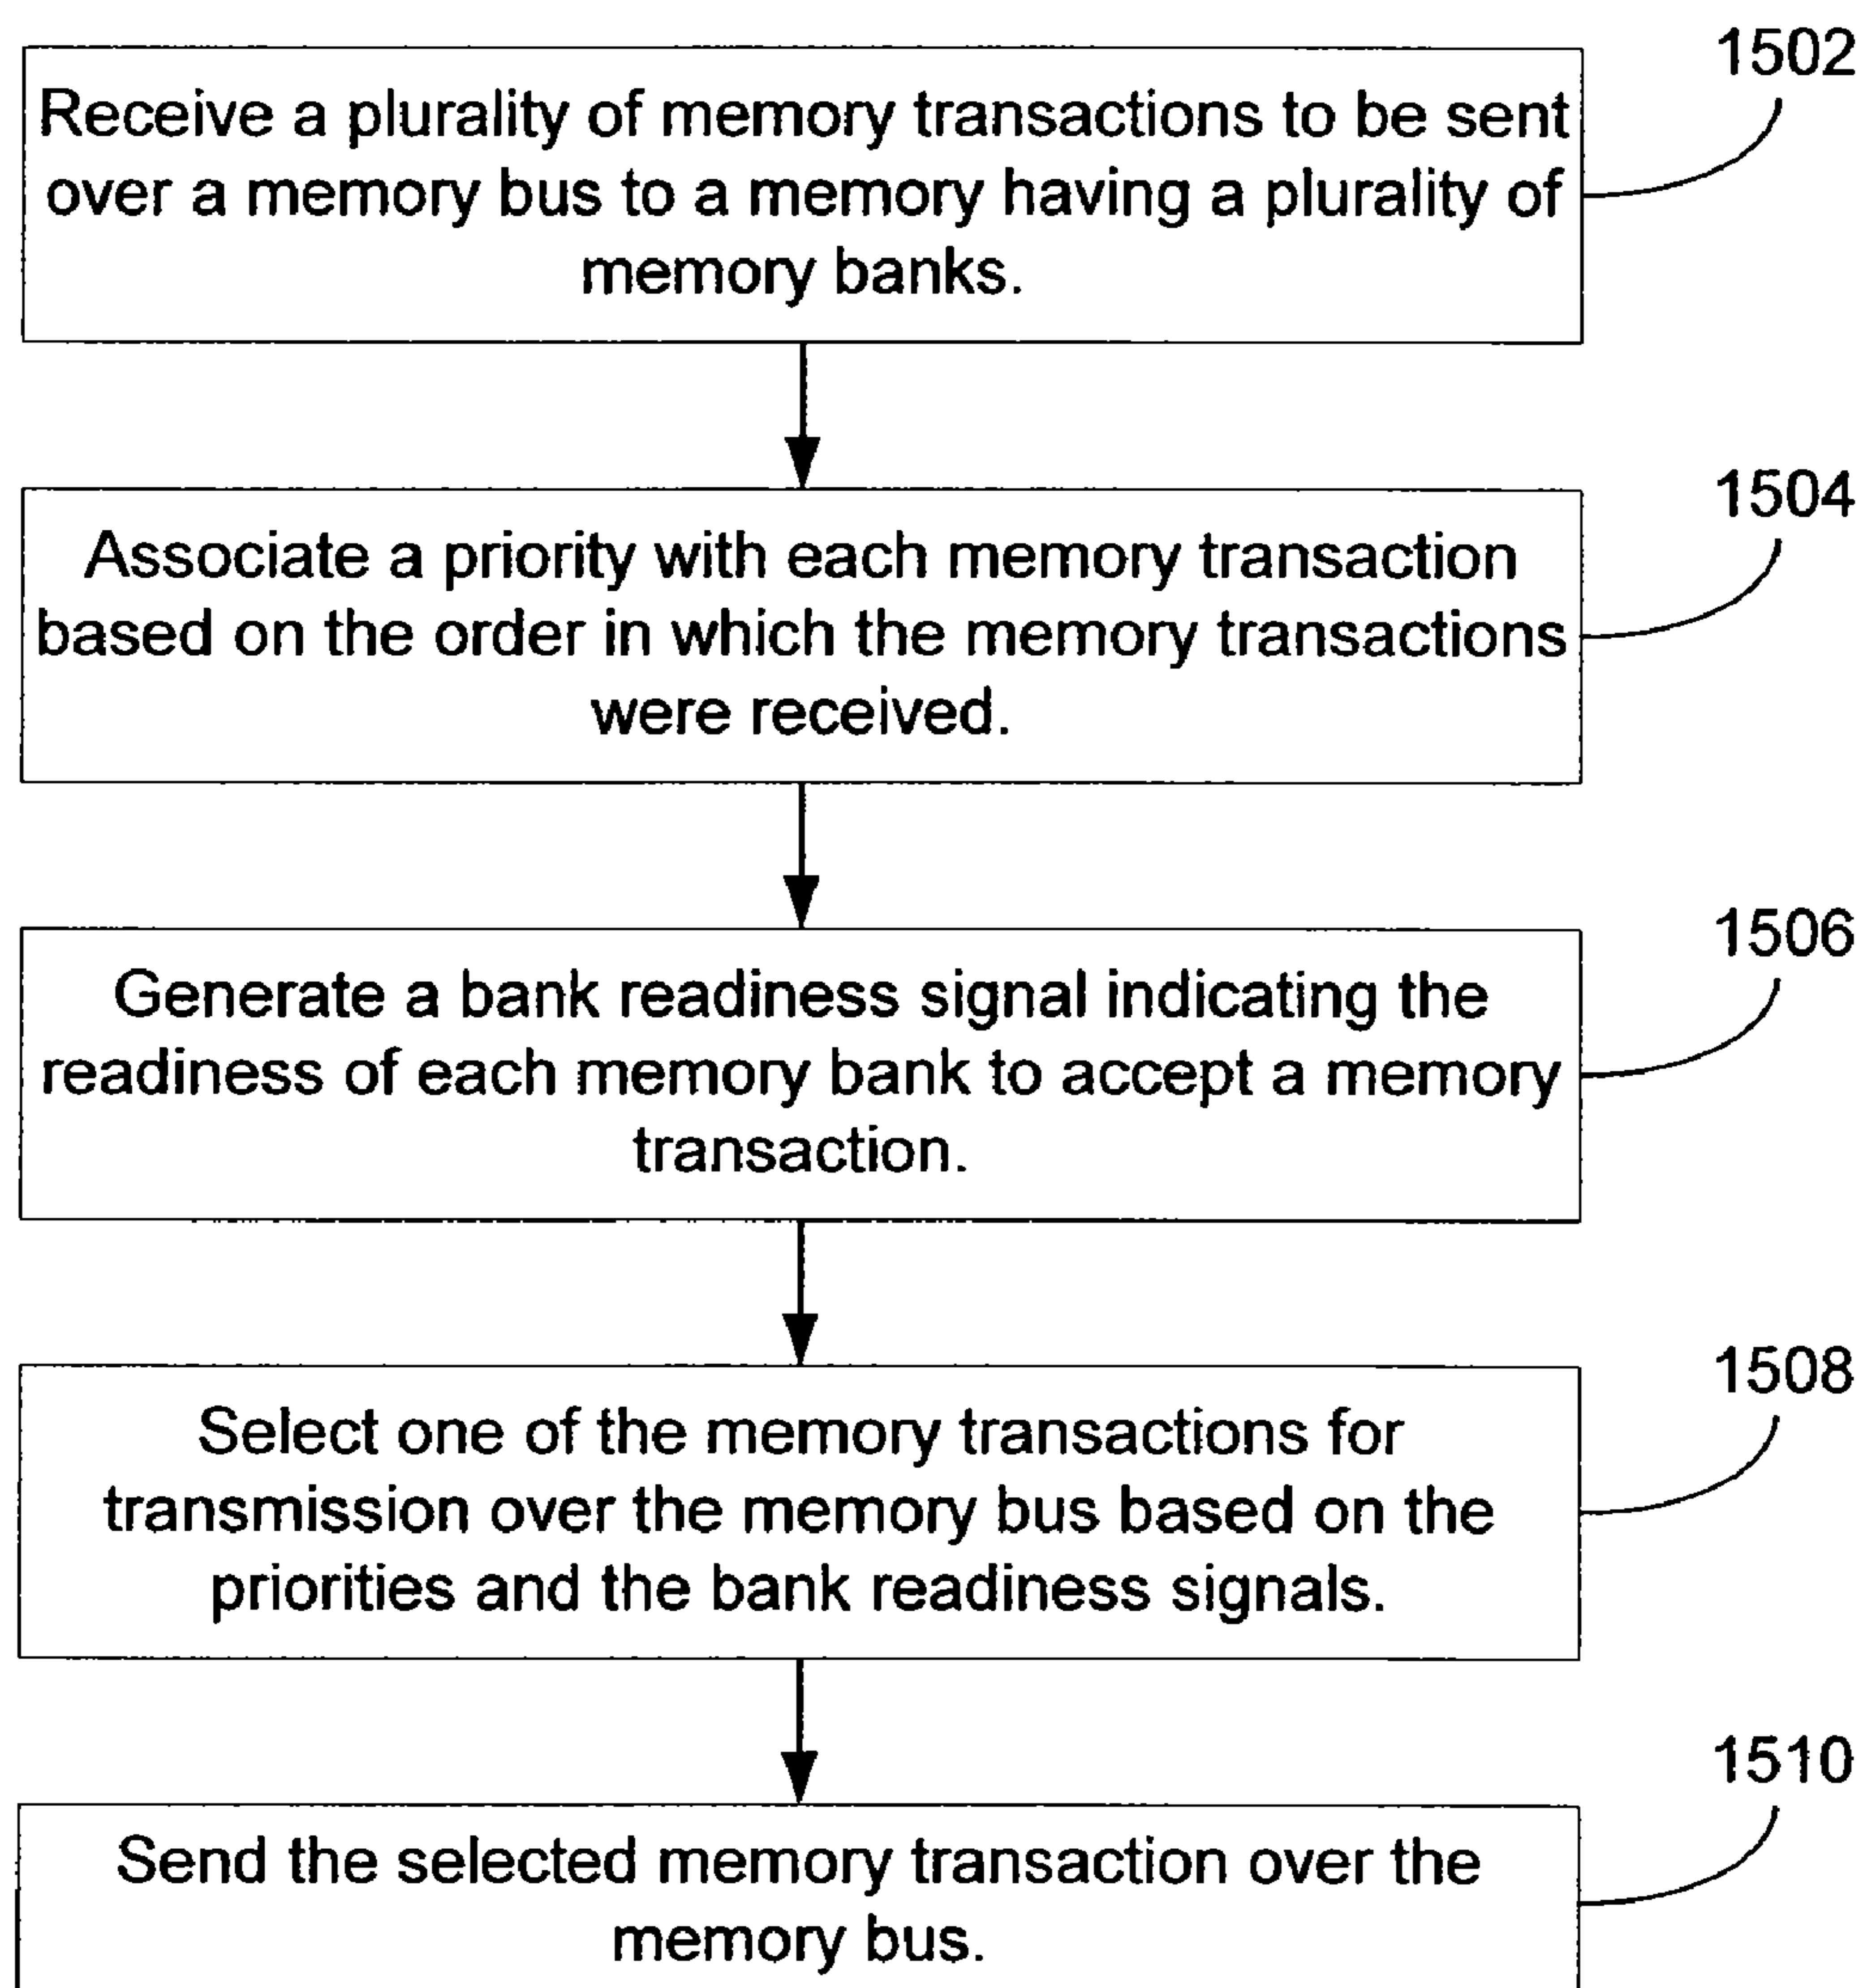 1502
Receive a plurality of memory transactions to be sent
over a memory bus to a memory having a plurality of
memory banks.
1504
Associate a priority with each memory transaction
based on the order in which the memory transactions
were received.
1506
Generate a bank readiness signal indicating the
readiness of each memory bank to accept a memory
transaction.
1508
Select one of the memory transactions for
transmission over the memory bus based on the
priorities and the bank readiness signals.
1510
Send the selected memory transaction over the
memory bus.